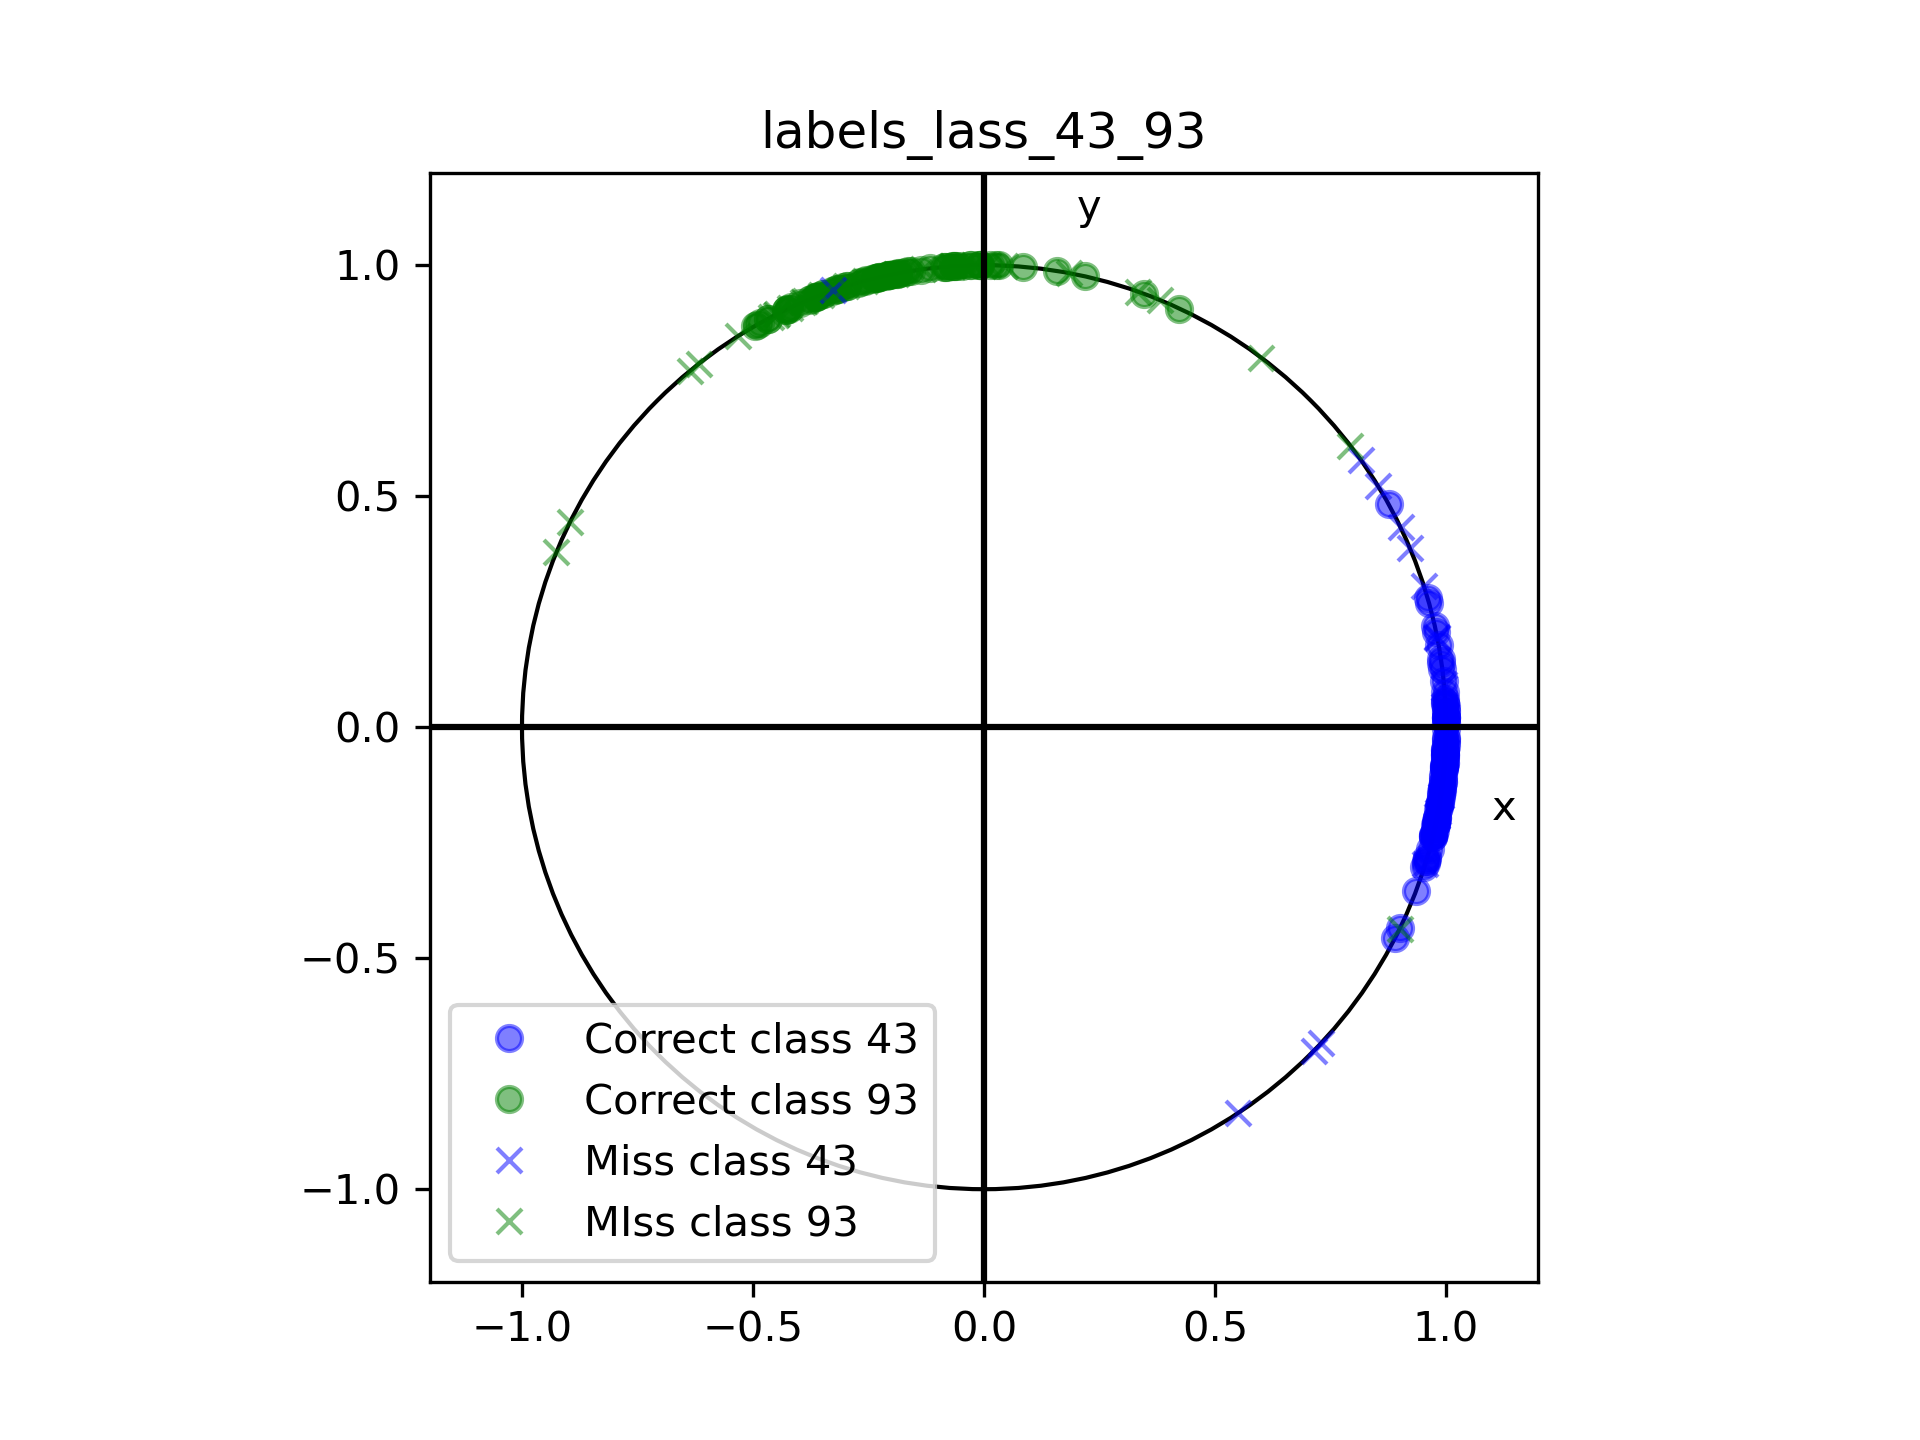 labels_lass_43_93
y
1.0
0.5
0.0
x
−0.5
−1.0
Correct class 43
Correct class 93
Miss class 43
MIss class 93
−1.0 −0.5 0.0 0.5 1.0